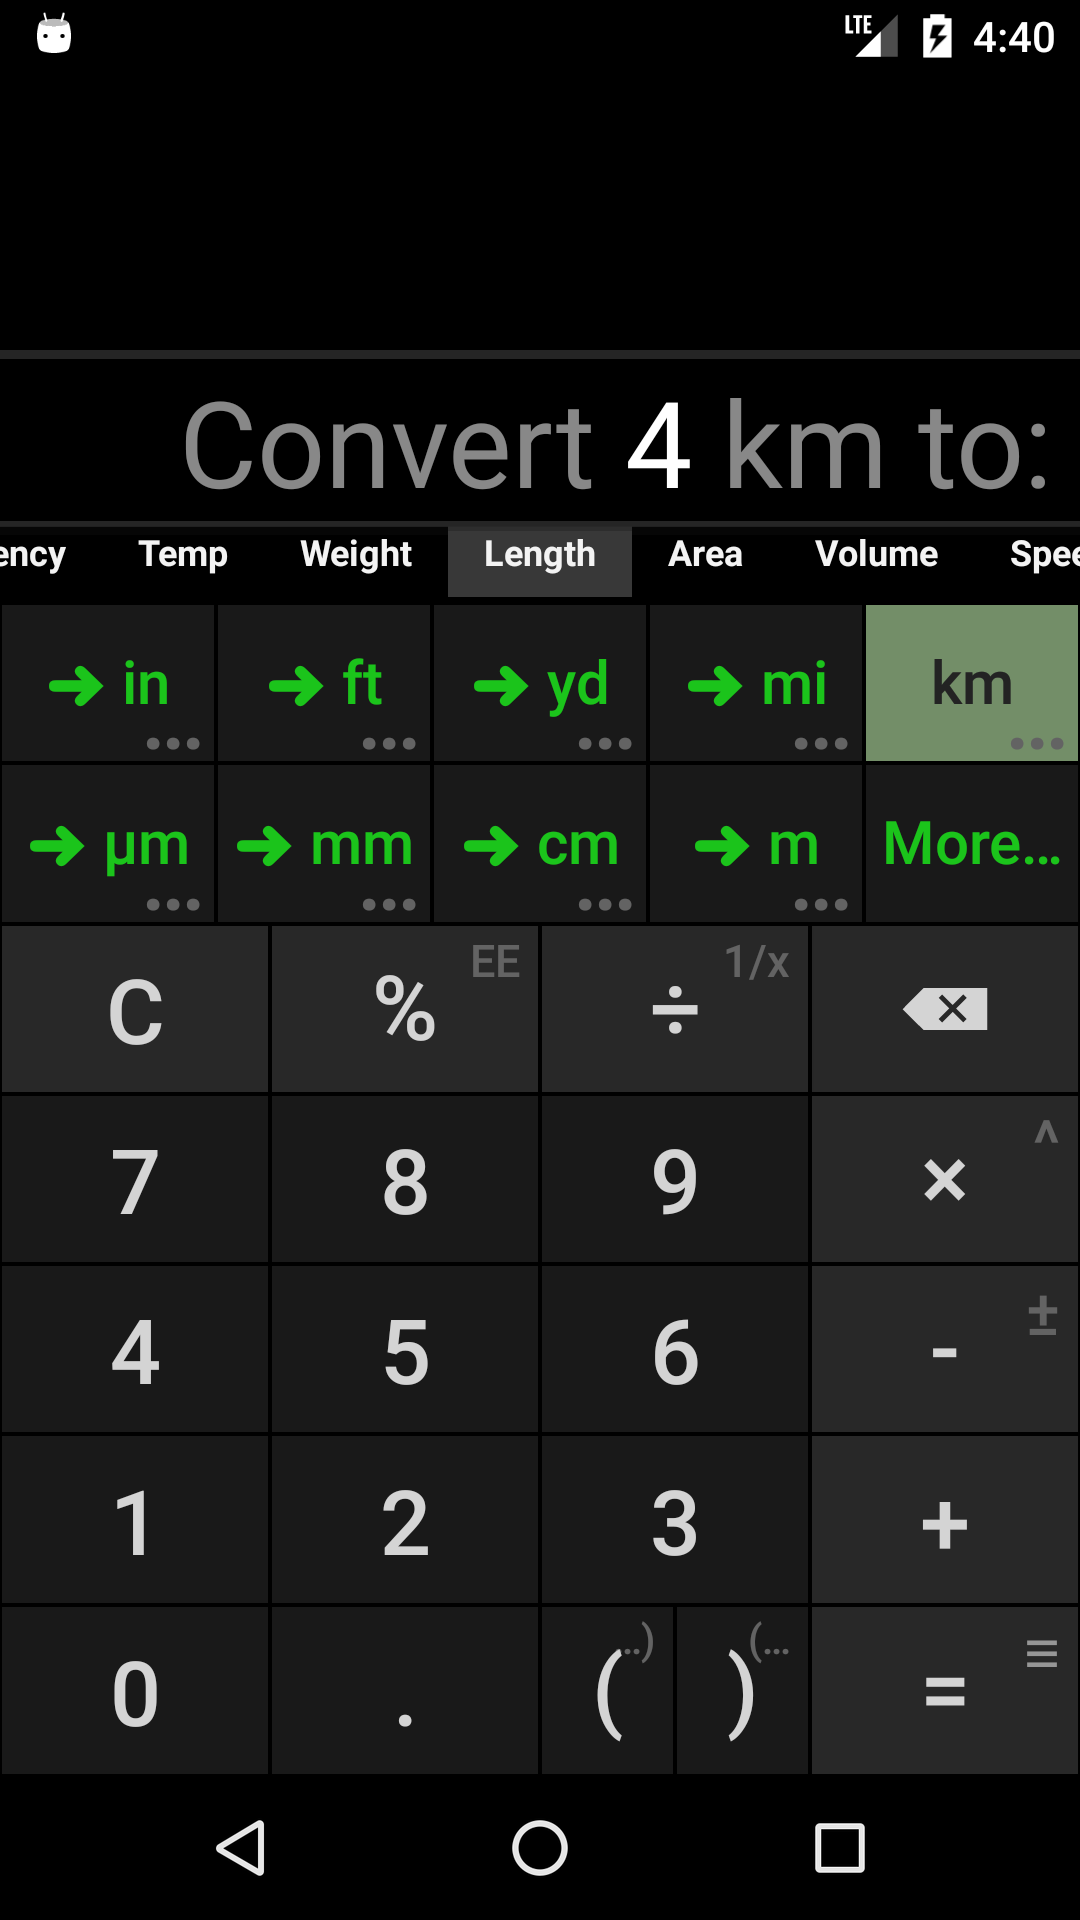 LTE 4:40
Convert 4 km to:
ency Temp Weight Length Area Volume Spee
in ft yd mi km
µm mm cm m More...
C % EE ÷ 1/x
7 8 9 × ^
4 5 6 - ±
1 2 3 +
0 . ( ..) ) (... =